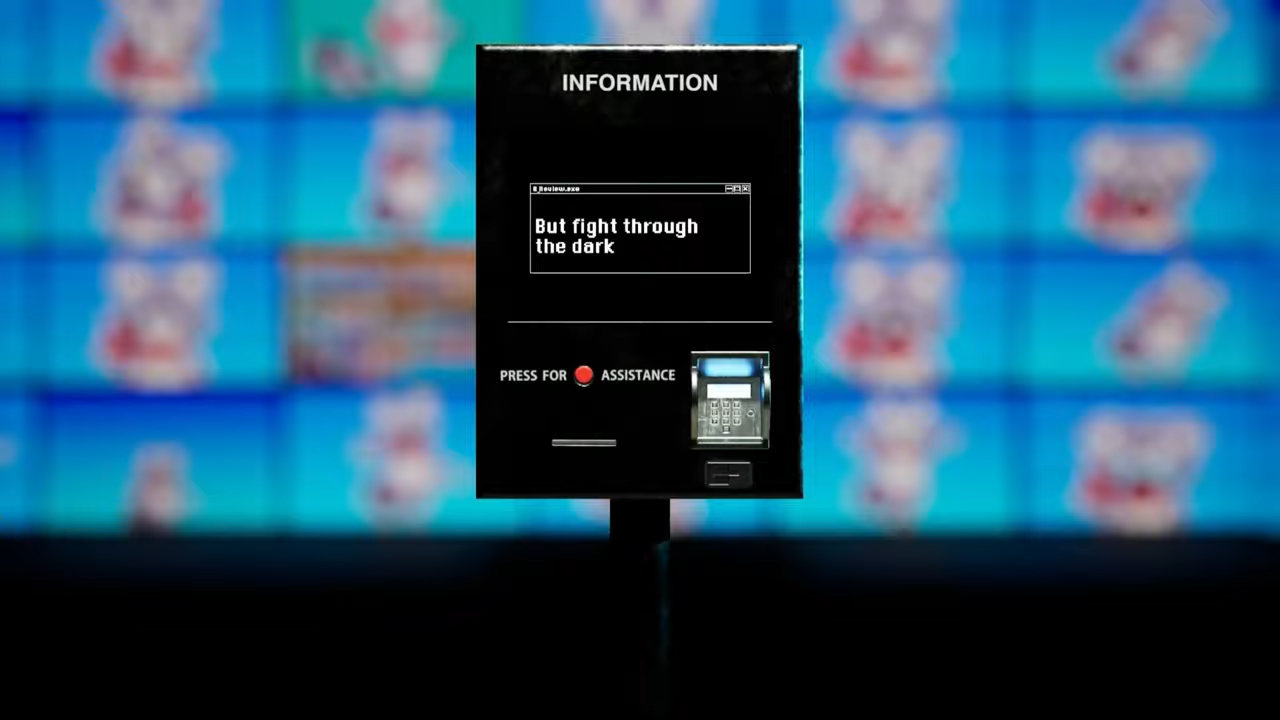 INFORMATION
But fight through
the dark
PRESS FOR ASSISTANCE